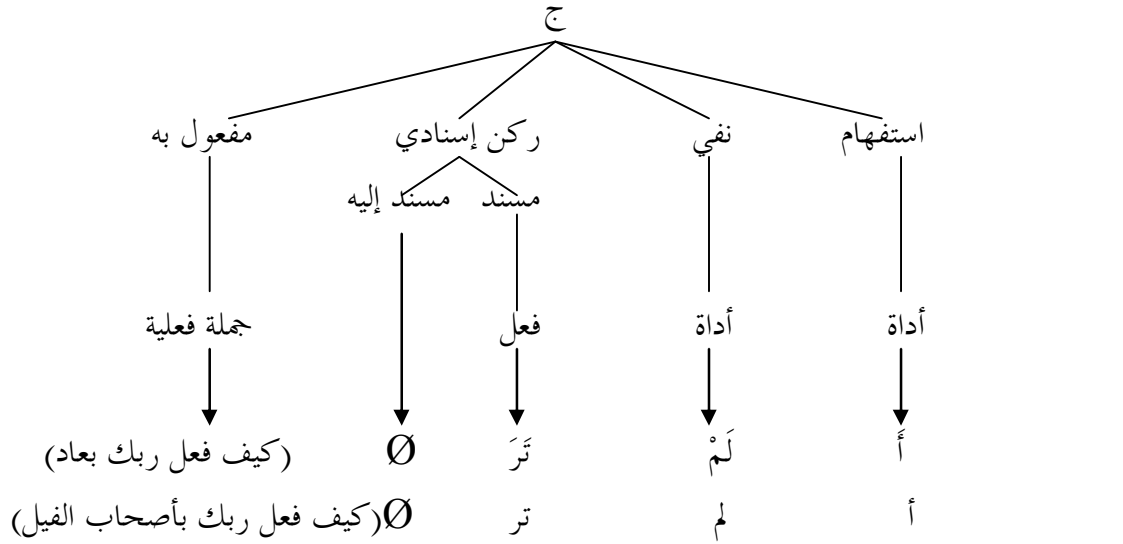 ج
استفهام نفي ركن إسنادي مفعول به
مسند مسند إليه
أداة أداة فعل جملة فعلية
أَ لَمْ تَرَ Ø (كيف فعل ربك بعاد)
أ لم تر Ø(كيف فعل ربك بأصحاب الفيل)